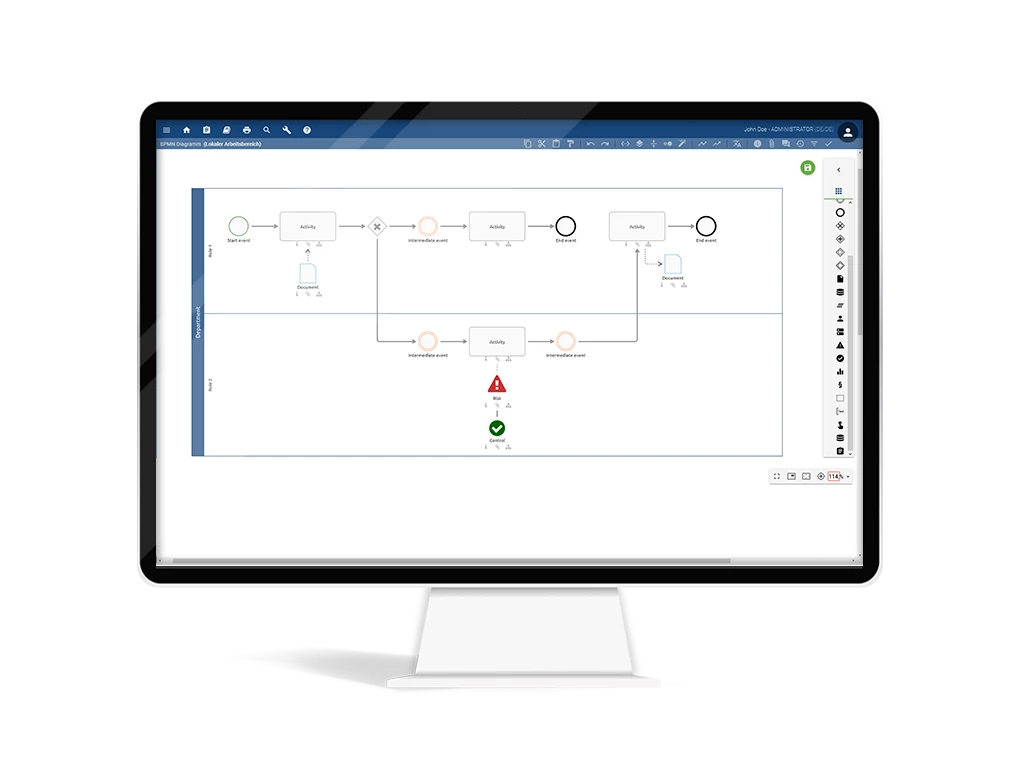 John Doe - ADMINISTRATOR (DE/DE)
BPMN Diagramm (Lokaler Arbeitsbereich)
Department
Role 1
Start event
Activity
Intermediate event
Activity
End event
Activity
End event
Document
Document
Role 2
Intermediate event
Activity
Intermediate event
Risk
Control
114 %